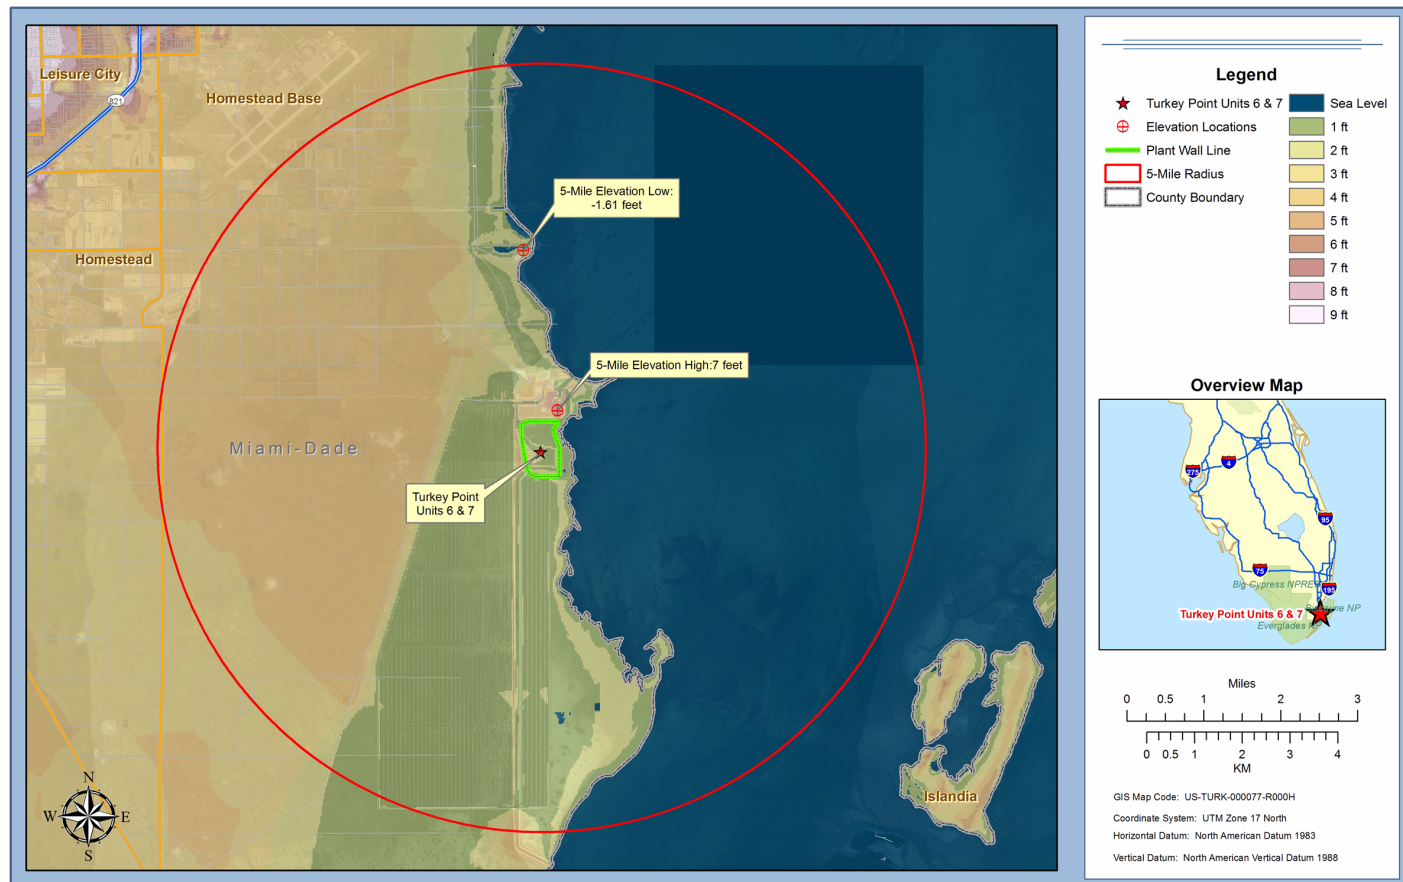 Leisure City
821
Homestead Base
5-Mile Elevation Low:
-1.61 feet
Homestead
5-Mile Elevation High:7 feet
Miami-Dade
Turkey Point
Units 6 & 7
Islandia
N
W
E
S
Legend
Turkey Point Units 6 & 7
Elevation Locations
Plant Wall Line
5-Mile Radius
County Boundary
Sea Level
1 ft
2 ft
3 ft
4 ft
5 ft
6 ft
7 ft
8 ft
9 ft
Overview Map
275
4
95
75
Big Cypress NPRE
195
Turkey Point Units 6 & 7
NP
Everglades
Miles
0 0.5 1 2 3
0 0.5 1 2 3 4
KM
GIS Map Code: US-TURK-000077-R000H
Coordinate System: UTM Zone 17 North
Horizontal Datum: North American Datum 1983
Vertical Datum: North American Vertical Datum 1988